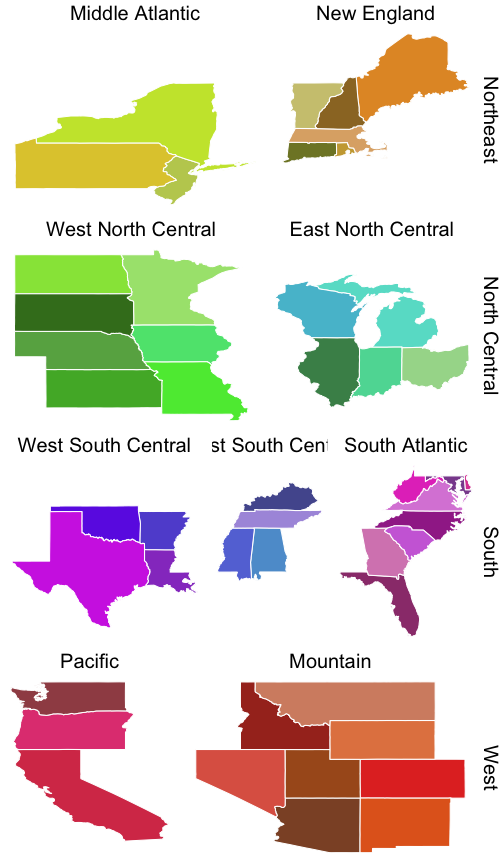 Middle Atlantic
New England
Northeast
West North Central
East North Central
North Central
West South Central
st South Cent
South Atlantic
South
Pacific
Mountain
West